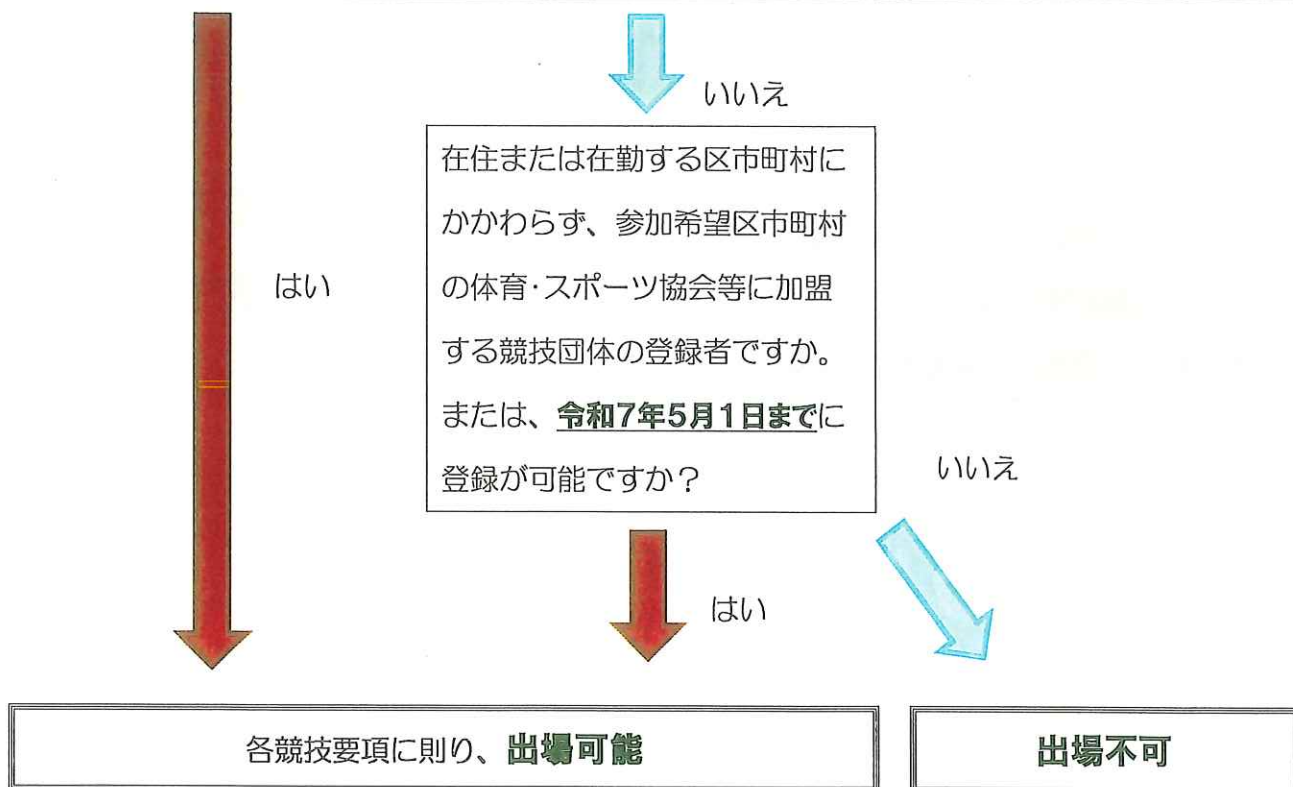 いいえ
在住または在勤する区市町村に
かかわらず、参加希望区市町村
の体育・スポーツ協会等に加盟
する競技団体の登録者ですか。
または、令和7年5月1日までに
登録が可能ですか？
はい
いいえ
はい
各競技要項に則り、出場可能
出場不可